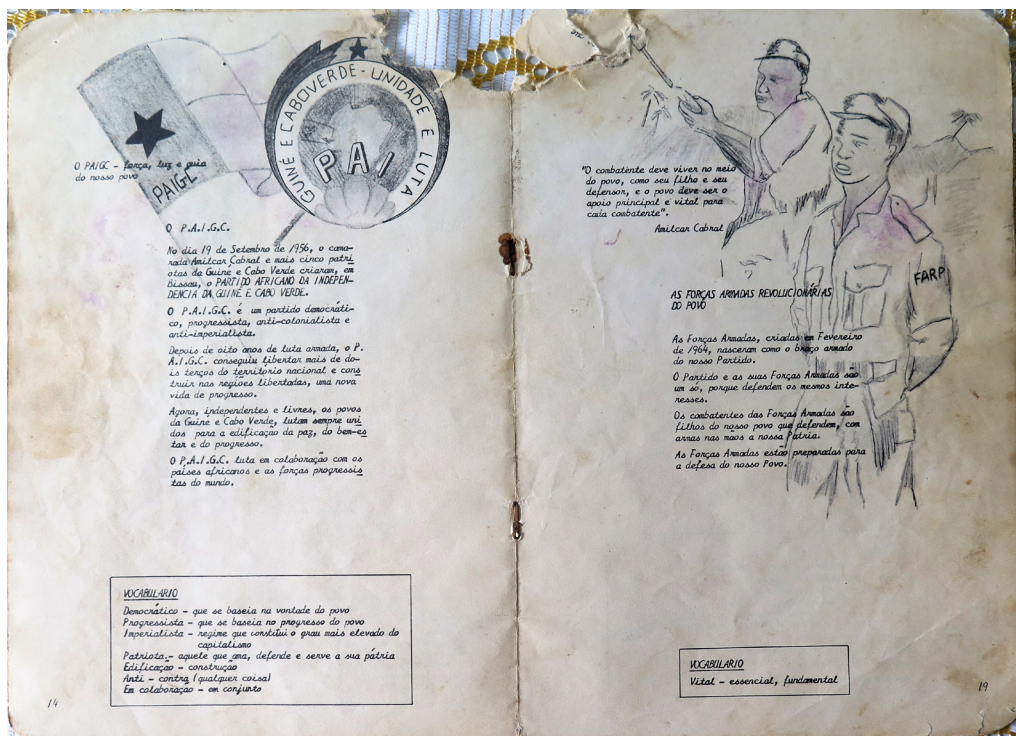 GUINÉ E CABO VERDE - UNIDADE E LUTA
PAI
PAIGC
O PAIGC - força, luz e guia
do nosso povo
O P.A.I.G.C.
No dia 19 de Setembro de 1956, o cama-
rada Amílcar Cabral e mais cinco patri
otas da Guiné e Cabo Verde criaram, em
Bissau, o PARTIDO AFRICANO DA INDEPEN-
DENCIA DA GUINÉ E CABO VERDE.
O P.A.I.G.C. é um partido democráti-
co, progressista, anti-colonialista e
anti-imperialista.
Depois de oito anos de luta armada, o P.
A.I.G.C. conseguiu libertar mais de do-
is terços do territorio nacional e cons
truir nas regiões libertadas, uma nova
vida de progresso.
Agora, independentes e livres, os povos
da Guiné e Cabo Verde, lutam sempre uni
dos para a edificação da paz, do bem-es
tar e do progresso.
O P.A.I.G.C. luta em colaboração com os
países africanos e as forças progressis
tas do mundo.
VOCABULARIO
Democrático - que se baseia na vontade do povo
Progressista - que se baseia no progresso do povo
Imperialista - regime que constitui o grau mais elevado do
capitalismo
Patriota - aquele que ama, defende e serve a sua pátria
Edificação - construção
Anti - contra (qualquer coisa)
Em colaboração - em conjunto
14
"O combatente deve viver no meio
do povo, como seu filho e seu
defensor, e o povo deve ser o
apoio principal e vital para
cada combatente".
Amílcar Cabral
FARP
AS FORÇAS ARMADAS REVOLUCIONÁRIAS
DO POVO
As Forças Armadas, criadas em Fevereiro
de 1964, nasceram como o braço armado
do nosso Partido.
O Partido e as suas Forças Armadas são
um só, porque defendem os mesmos inte-
resses.
Os combatentes das Forças Armadas são
filhos do nosso povo que defendem, com
armas nas mãos a nossa Pátria.
As Forças Armadas estão preparadas para
a defesa do nosso Povo.
VOCABULARIO
Vital - essencial, fundamental
19